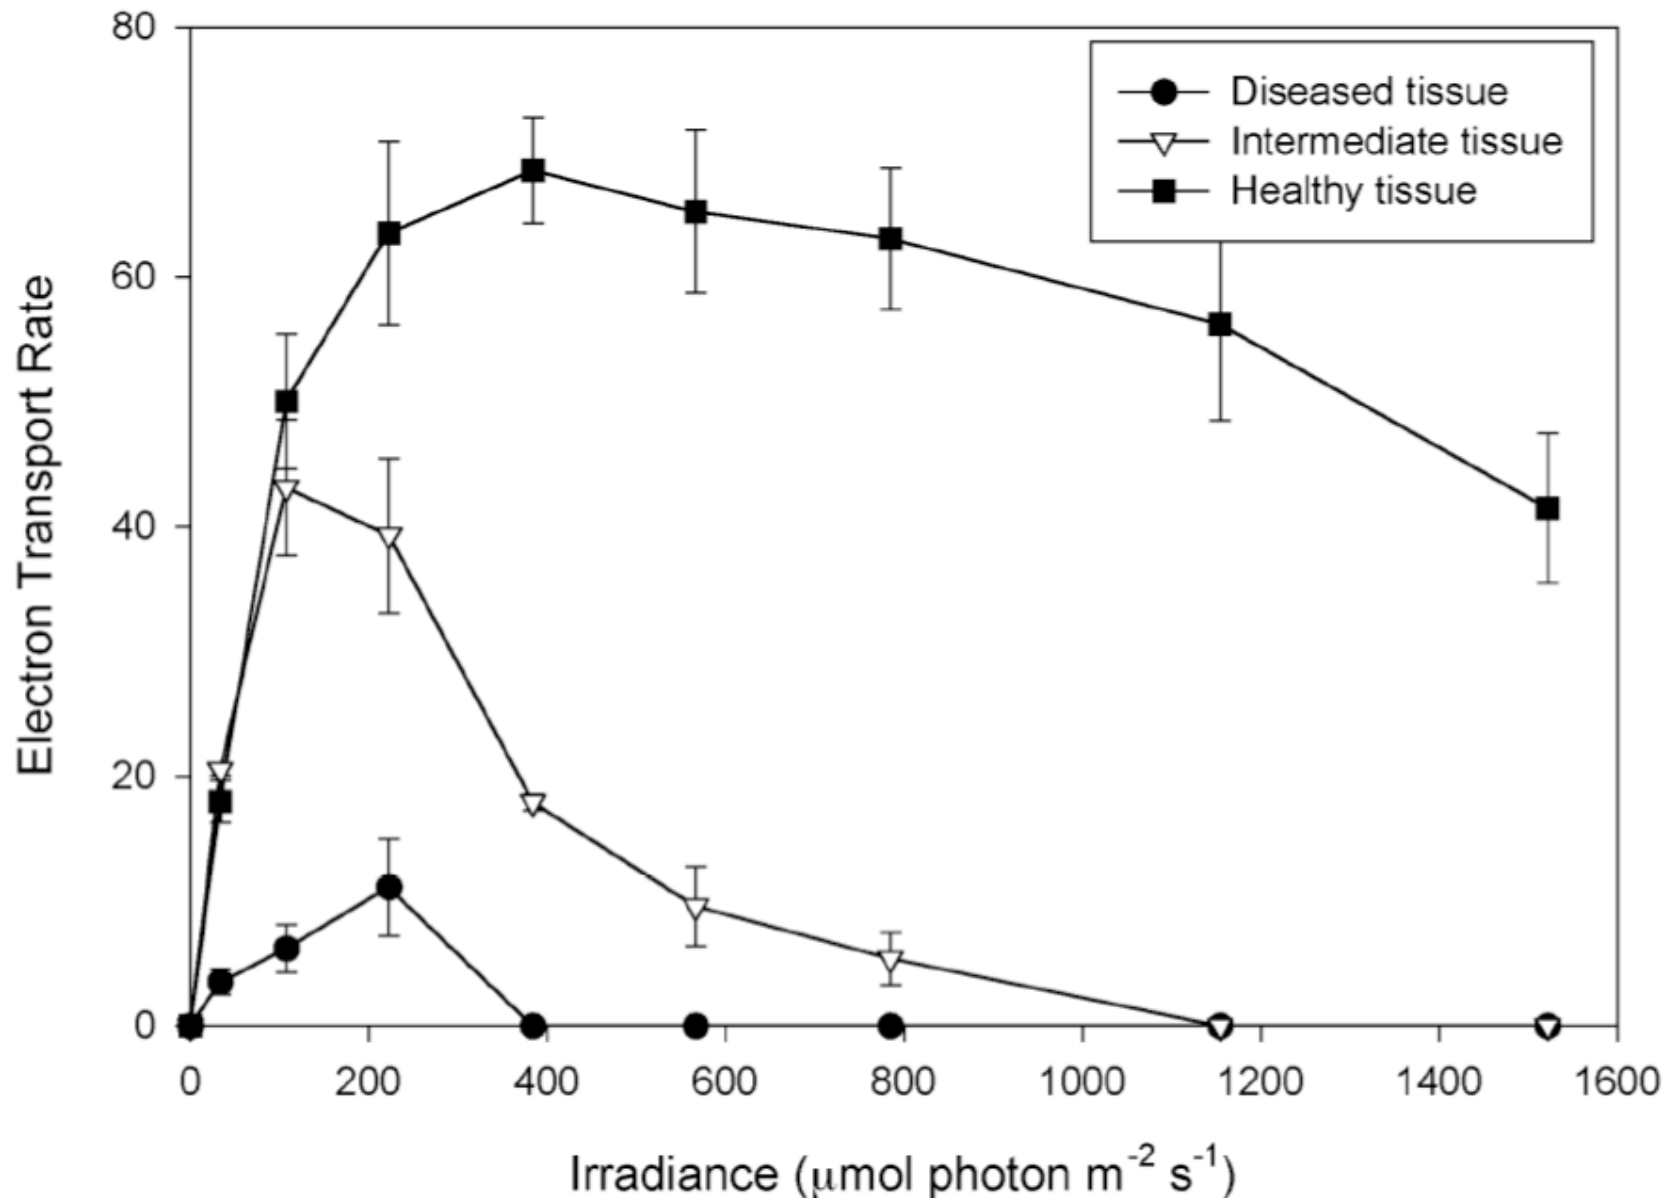 80
60
40
20
0
Electron Transport Rate
Diseased tissue
Intermediate tissue
Healthy tissue
0 200 400 600 800 1000 1200 1400 1600
Irradiance (μmol photon m⁻² s⁻¹)